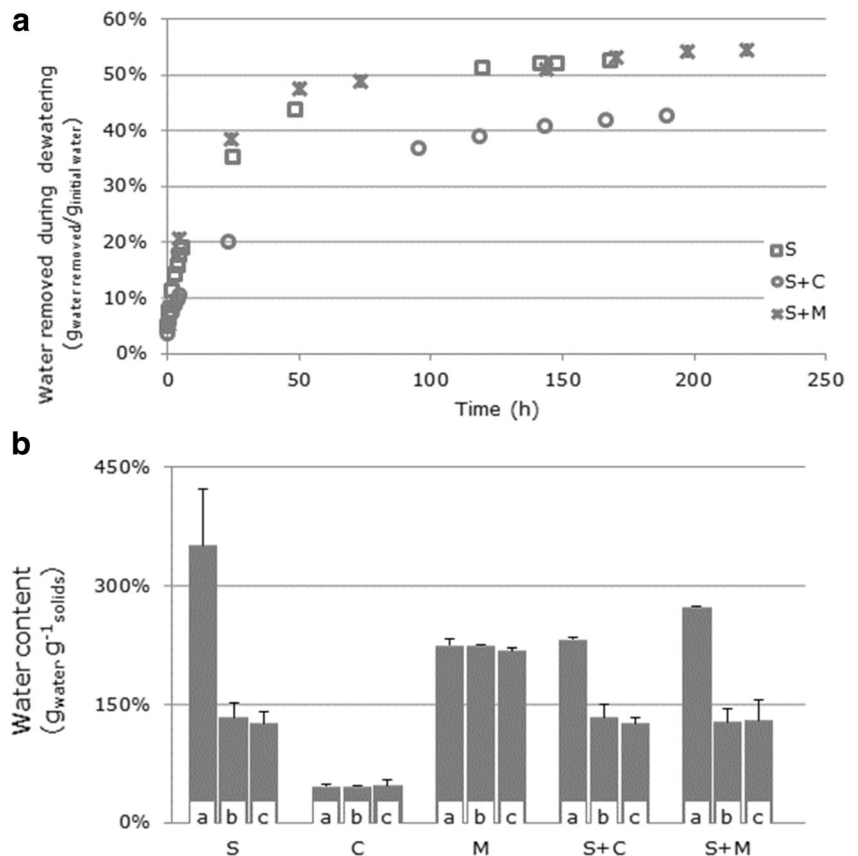 a
Water removed during dewatering
(gwater removed/ginitial water)
60%
50%
40%
30%
20%
10%
0%
0 50 100 150 200 250
Time (h)
S
S+C
S+M
b
Water content
(gwater g-1solids)
450%
300%
150%
0%
a b c a b c a b c a b c a b c
S C M S+C S+M